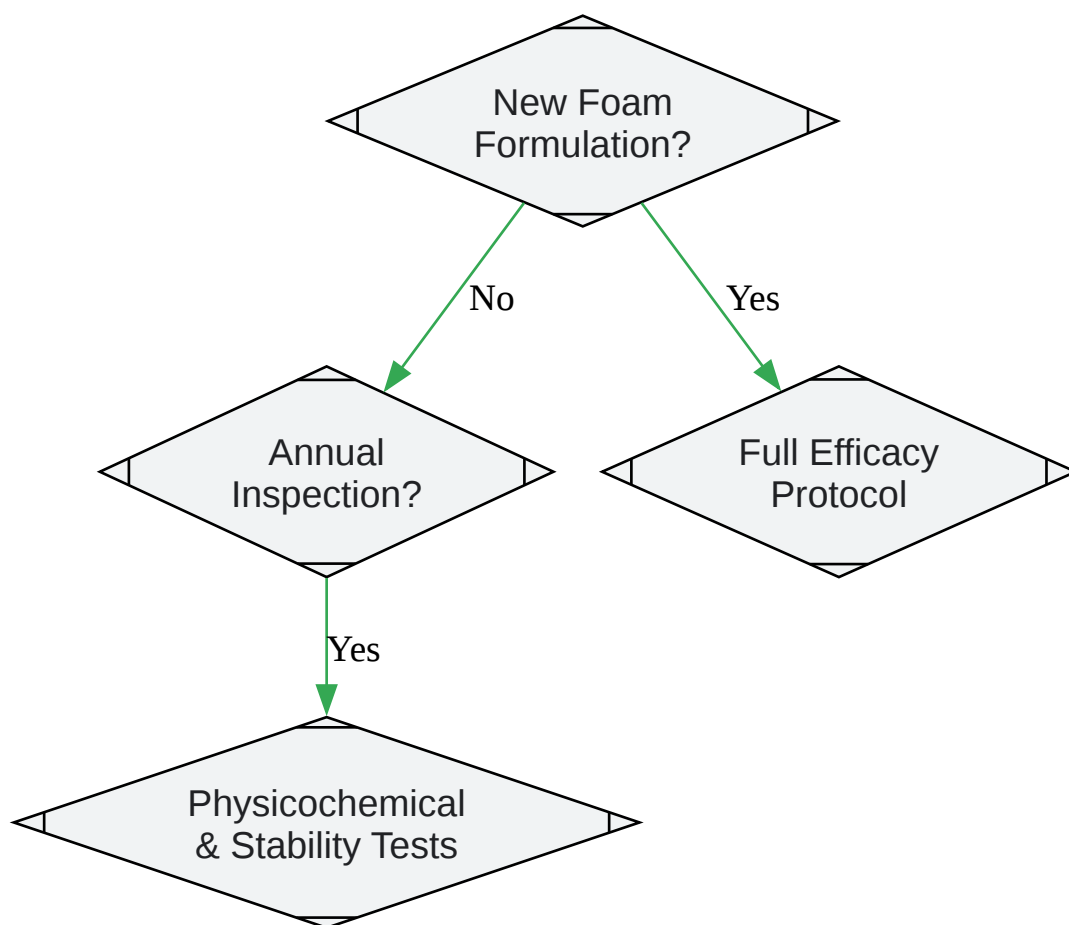 New Foam
Formulation?
No
Yes
Annual
Inspection?
Full Efficacy
Protocol
Yes
Physicochemical
& Stability Tests